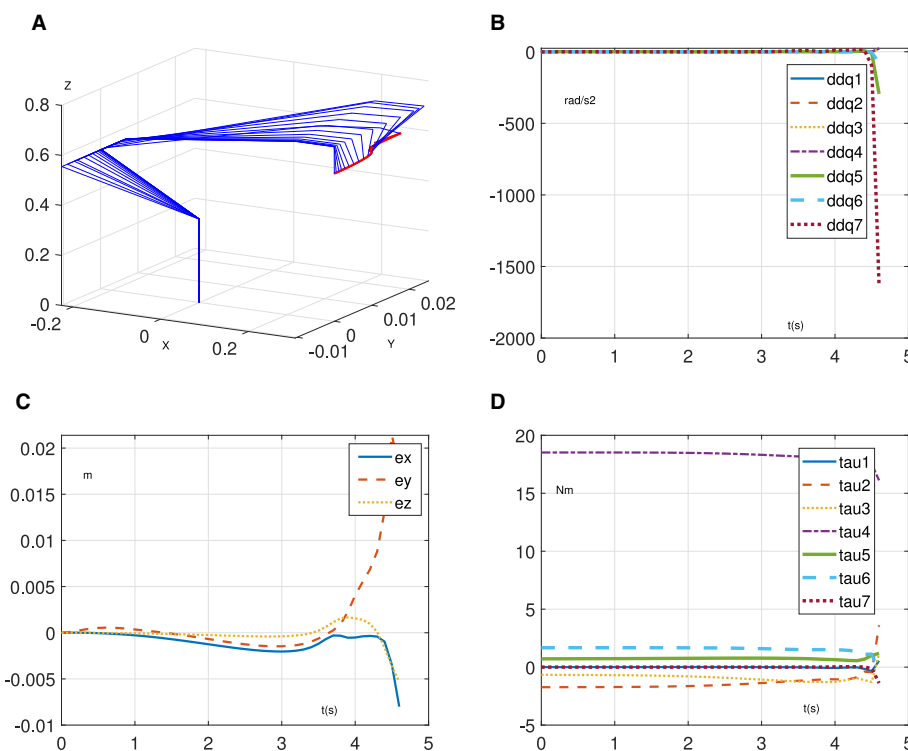 A
Z
0.8
0.6
0.4
0.2
0
-0.2
0
0.2
X
-0.01
0
0.01
0.02
Y
B
0
-500
-1000
-1500
-2000
rad/s2
ddq1
ddq2
ddq3
ddq4
ddq5
ddq6
ddq7
t(s)
0 1 2 3 4 5
C
0.02
0.015
0.01
0.005
0
-0.005
-0.01
m
ex
ey
ez
t(s)
0 1 2 3 4 5
D
20
15
10
5
0
-5
Nm
tau1
tau2
tau3
tau4
tau5
tau6
tau7
t(s)
0 1 2 3 4 5